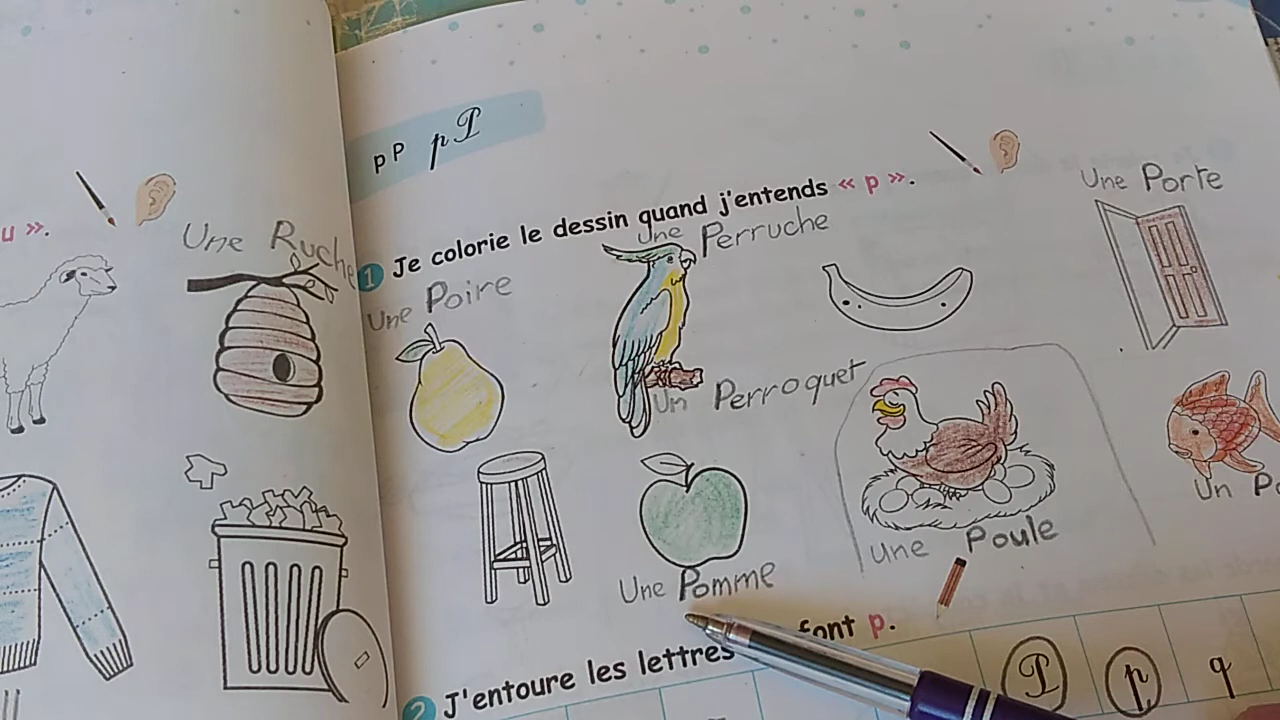 u ».
Une Ruche
p P p P
1 Je colorie le dessin quand j'entends « p ».
Une Poire
Une Perruche
Un Perroquet
Une Porte
Une Pomme
Une Poule
Un
2 J'entoure les lettres font p.
P p q